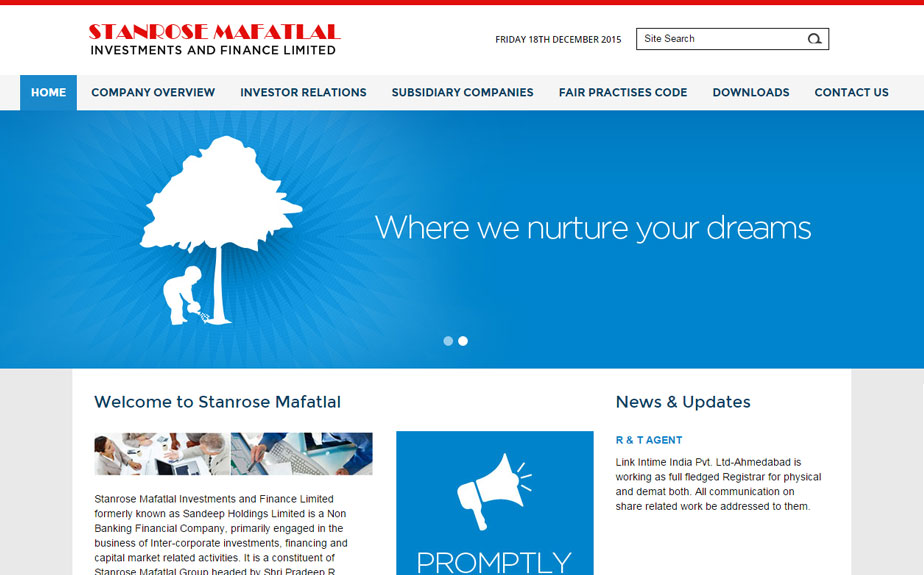 STANROSE MAFATLAL
INVESTMENTS AND FINANCE LIMITED
FRIDAY 18TH DECEMBER 2015
Site Search
HOME
COMPANY OVERVIEW
INVESTOR RELATIONS
SUBSIDIARY COMPANIES
FAIR PRACTISES CODE
DOWNLOADS
CONTACT US
Where we nurture your dreams
Welcome to Stanrose Mafatlal
Stanrose Mafatlal Investments and Finance Limited
formerly known as Sandeep Holdings Limited is a Non
Banking Financial Company, primarily engaged in the
business of Inter-corporate investments, financing and
capital market related activities. It is a constituent of
Stanrose Mafatlal Group headed by Shri Pradeep R.
PROMPTLY
News & Updates
R & T AGENT
Link Intime India Pvt. Ltd-Ahmedabad is
working as full fledged Registrar for physical
and demat both. All communication on
share related work be addressed to them.